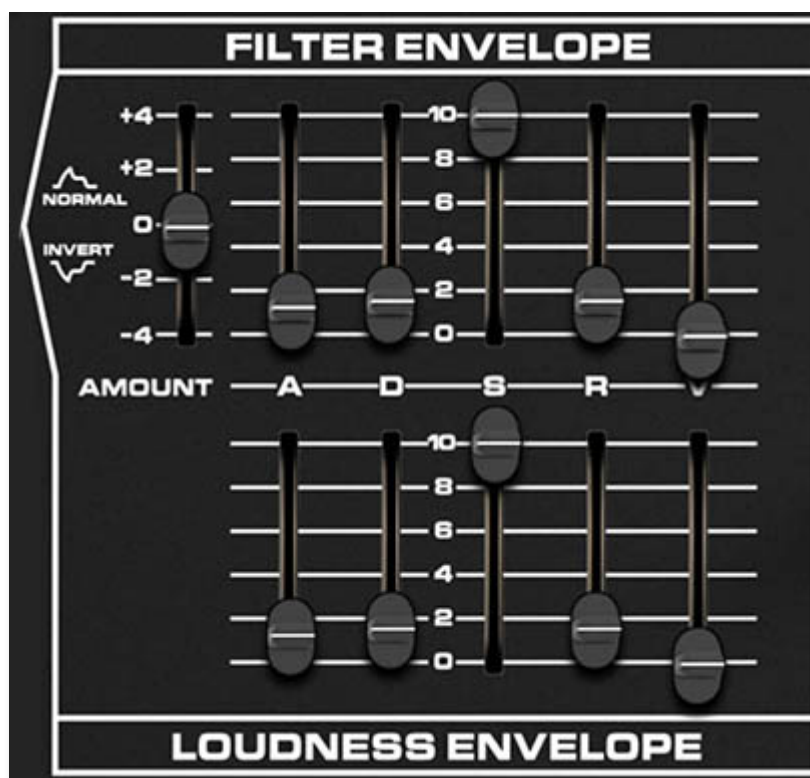 FILTER ENVELOPE
+4 10
+2 8
NORMAL 6
0
INVERT 4
-2 2
-4 0
AMOUNT A D S R V
10
8
6
4
2
0
LOUDNESS ENVELOPE